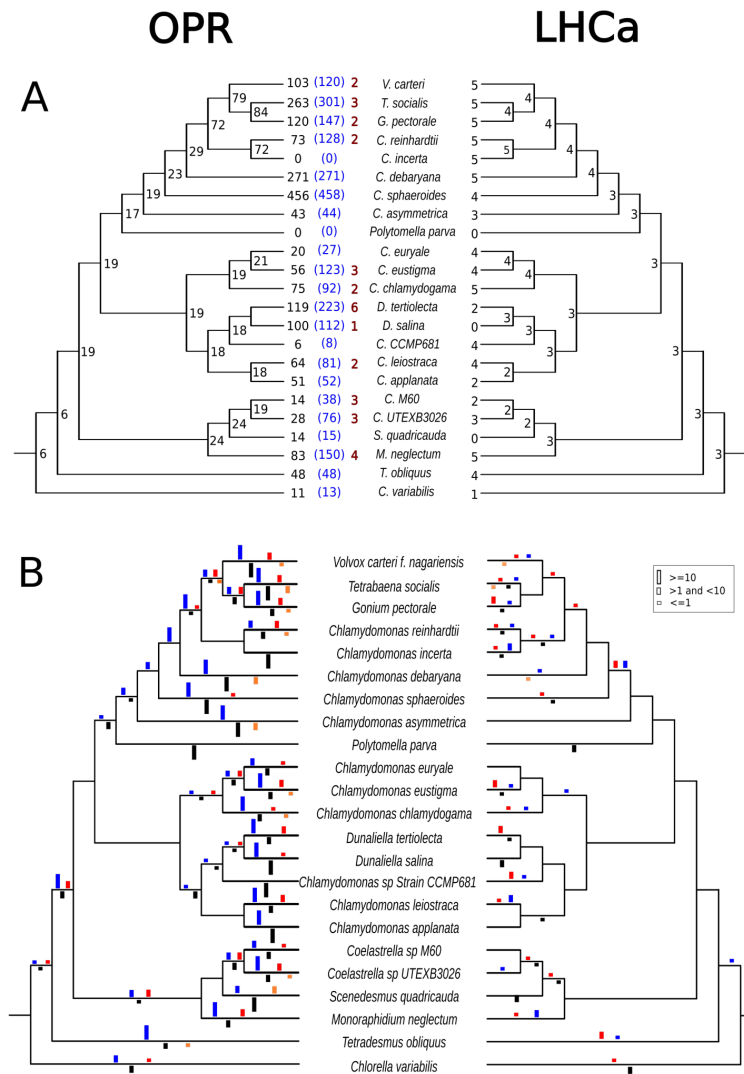 OPR LHCa
A
103 (120) 2 V. carteri 5
79 4
263 (301) 3 T. socialis 5
84 4
120 (147) 2 G. pectorale 5
72 4
73 (128) 2 C. reinhardtii 5
29 72 5 4
0 (0) C. incerta 5
23 4
271 (271) C. debaryana 5
19 3
456 (458) C. sphaeroides 4
17 3
43 (44) C. asymmetrica 3
0 (0) Polytomella parva 0
20 (27) C. euryale 4
19 21 4 3
56 (123) 3 C. eustigma 4
19 4
75 (92) 2 C. chlamydogama 5
119 (223) 6 D. tertiolecta 2
18 3 3
100 (112) 1 D. salina 0
19 18 3 3
6 (8) C. CCMP681 4
64 (81) 2 C. leiostraca 4
18 2
51 (52) C. applanata 2
14 (38) 3 C. M60 2
6 19 2 3
28 (76) 3 C. UTEXB3026 3
24 2
14 (15) S. quadricauda 0
24 3
83 (150) 4 M. neglectum 5
6 3
48 (48) T. obliquus 4
11 (13) C. variabilis 1
B
Volvox carteri f. nagariensis
>=10
>1 and <10
<=1
Tetrabaena socialis
Gonium pectorale
Chlamydomonas reinhardtii
Chlamydomonas incerta
Chlamydomonas debaryana
Chlamydomonas sphaeroides
Chlamydomonas asymmetrica
Polytomella parva
Chlamydomonas euryale
Chlamydomonas eustigma
Chlamydomonas chlamydogama
Dunaliella tertiolecta
Dunaliella salina
Chlamydomonas sp Strain CCMP681
Chlamydomonas leiostraca
Chlamydomonas applanata
Coelastrella sp M60
Coelastrella sp UTEXB3026
Scenedesmus quadricauda
Monoraphidium neglectum
Tetradesmus obliquus
Chlorella variabilis